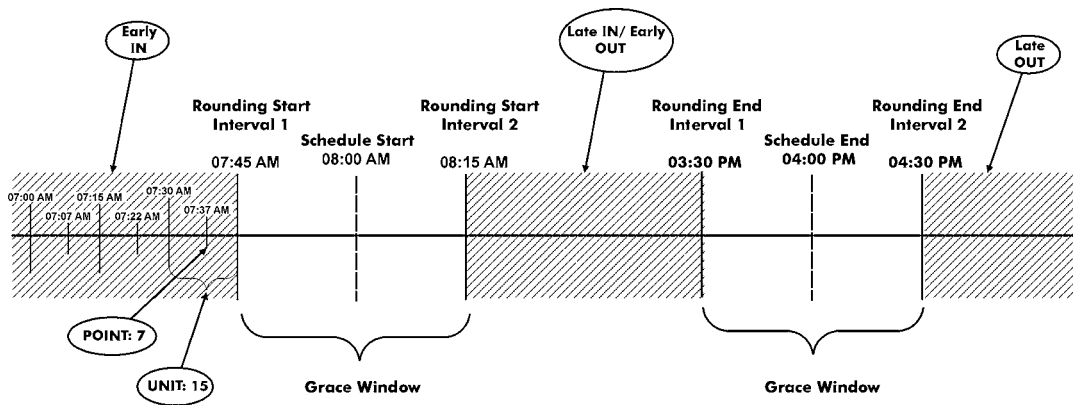 Early
IN
Late IN/ Early
OUT
Late
OUT
Rounding Start
Interval 1
Rounding Start
Interval 2
Rounding End
Interval 1
Rounding End
Interval 2
Schedule Start
Schedule End
07:45 AM
08:00 AM
08:15 AM
03:30 PM
04:00 PM
04:30 PM
07:00 AM
07:15 AM
07:30 AM
07:07 AM
07:22 AM
07:37 AM
POINT: 7
UNIT: 15
Grace Window
Grace Window